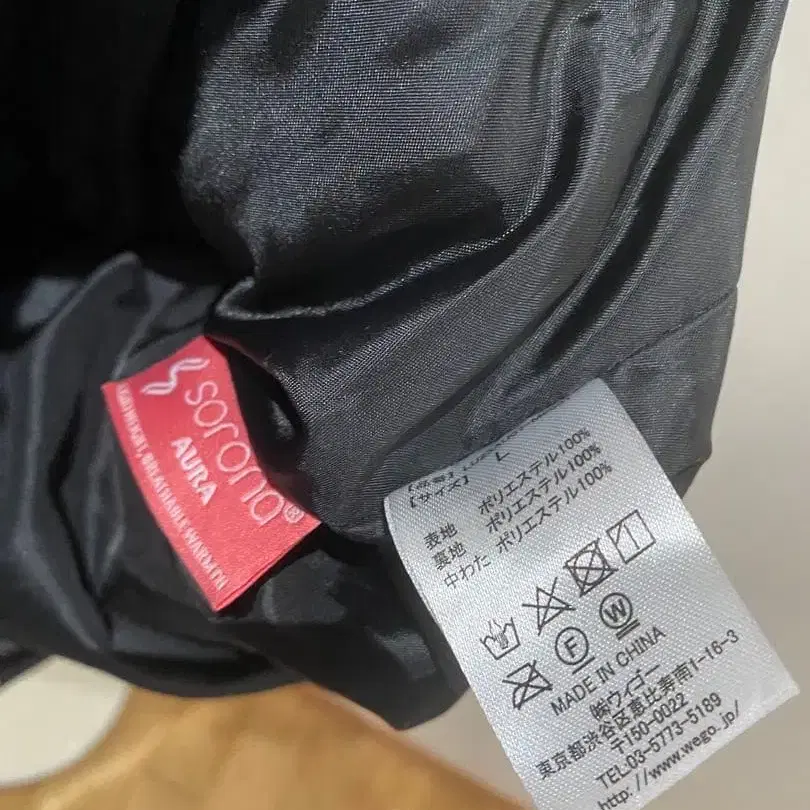 sorona®
AURA
LIGHTWEIGHT, BREATHABLE WARMTH
【サイズ】 L
表地 ポリエステル100%
裏地 ポリエステル100%
中わた ポリエステル100%
F
W
MADE IN CHINA
㈱ウィゴー
東京都渋谷区恵比寿南1-16-3
〒150-0022
TEL.03-5773-5189
http: //www.wego.jp/